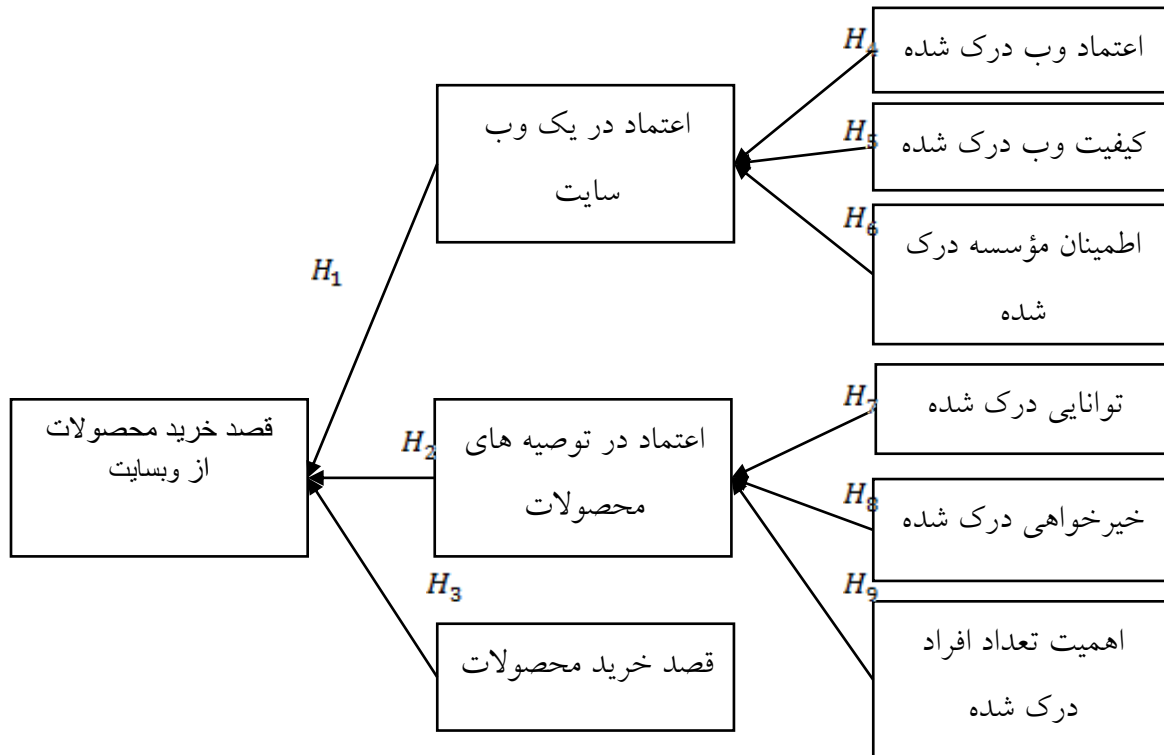 اعتماد وب درک شده
کیفیت وب درک شده
اطمینان مؤسسه درک
شده
توانایی درک شده
خیرخواهی درک شده
اهمیت تعداد افراد
درک شده
H4
H5
H6
H7
H8
H9
اعتماد در یک وب
سایت
اعتماد در توصیه های
محصولات
قصد خرید محصولات
H1
H2
H3
قصد خرید محصولات
از وبسایت